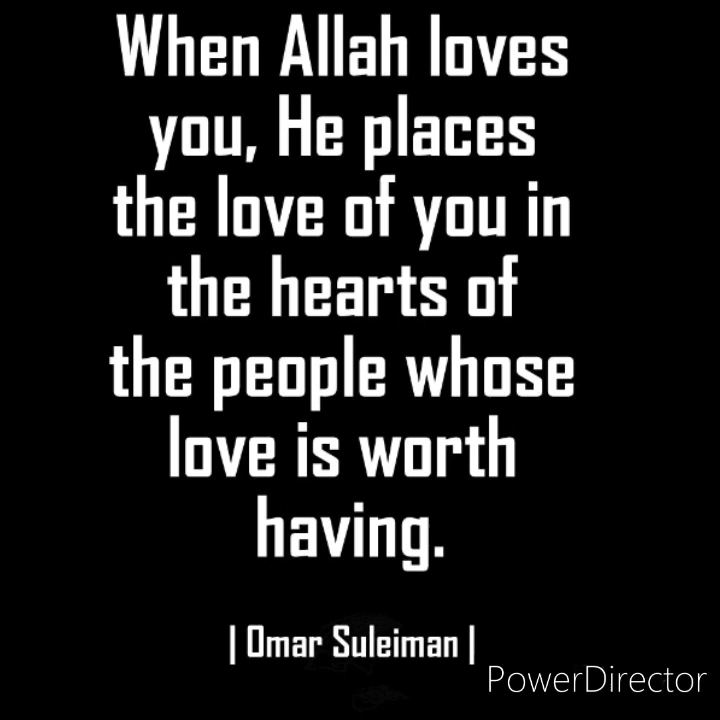 When Allah loves
you, He places
the love of you in
the hearts of
the people whose
love is worth
having.
| Omar Suleiman |
PowerDirector